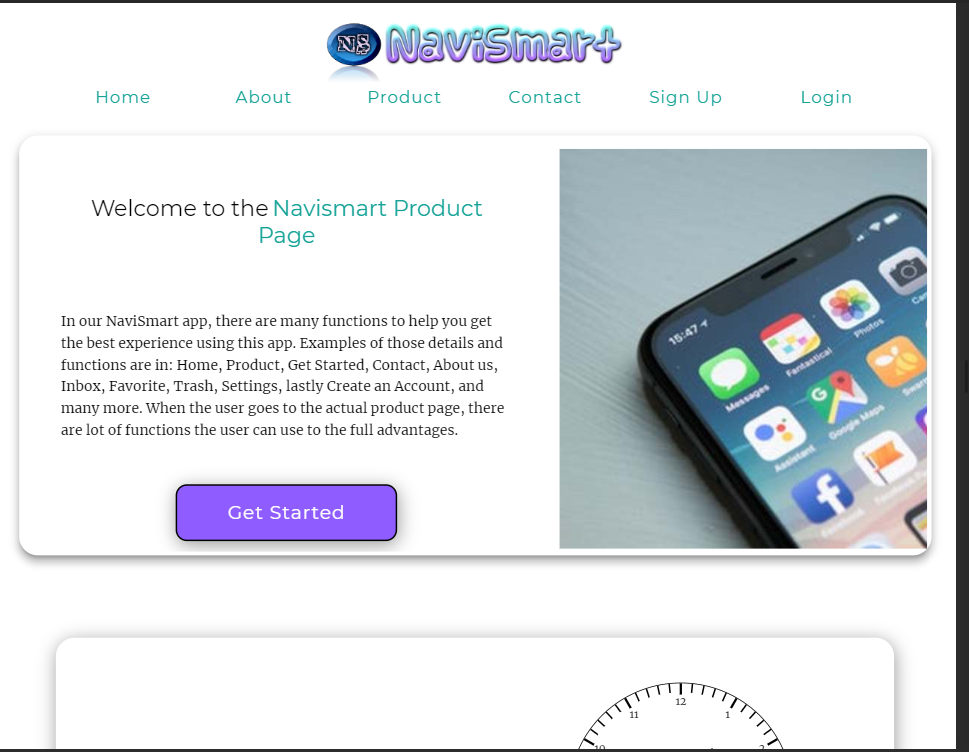 NS NaviSmart
Home About Product Contact Sign Up Login
Welcome to the Navismart Product
Page
In our NaviSmart app, there are many functions to help you get
the best experience using this app. Examples of those details and
functions are in: Home, Product, Get Started, Contact, About us,
Inbox, Favorite, Trash, Settings, lastly Create an Account, and
many more. When the user goes to the actual product page, there
are lot of functions the user can use to the full advantages.
Get Started
15:47
Messages
Fantastical
Photos
Assistant
Google Maps
Facebook
12
11 1